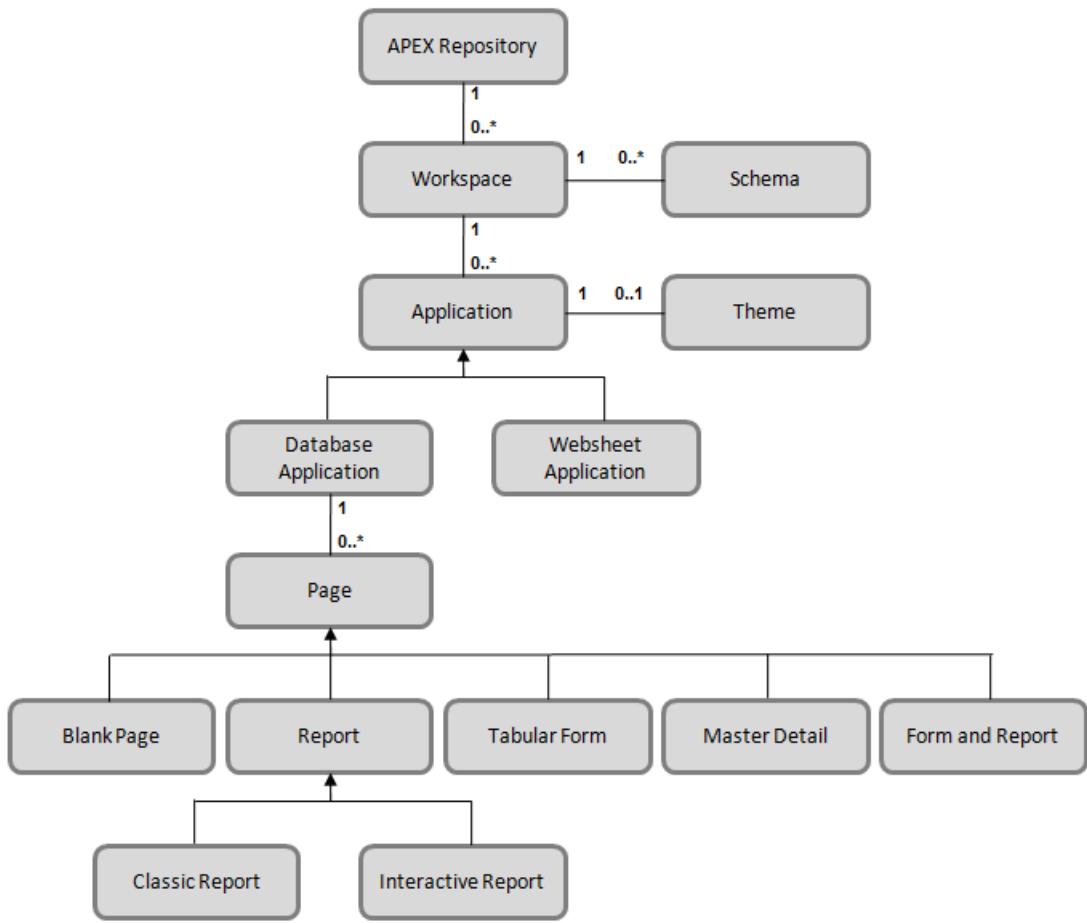 APEX Repository
1
0..*
Workspace
1 0..*
Schema
1
0..*
Application
1 0..1
Theme
Database
Application
Websheet
Application
1
0..*
Page
Blank Page
Report
Tabular Form
Master Detail
Form and Report
Classic Report
Interactive Report